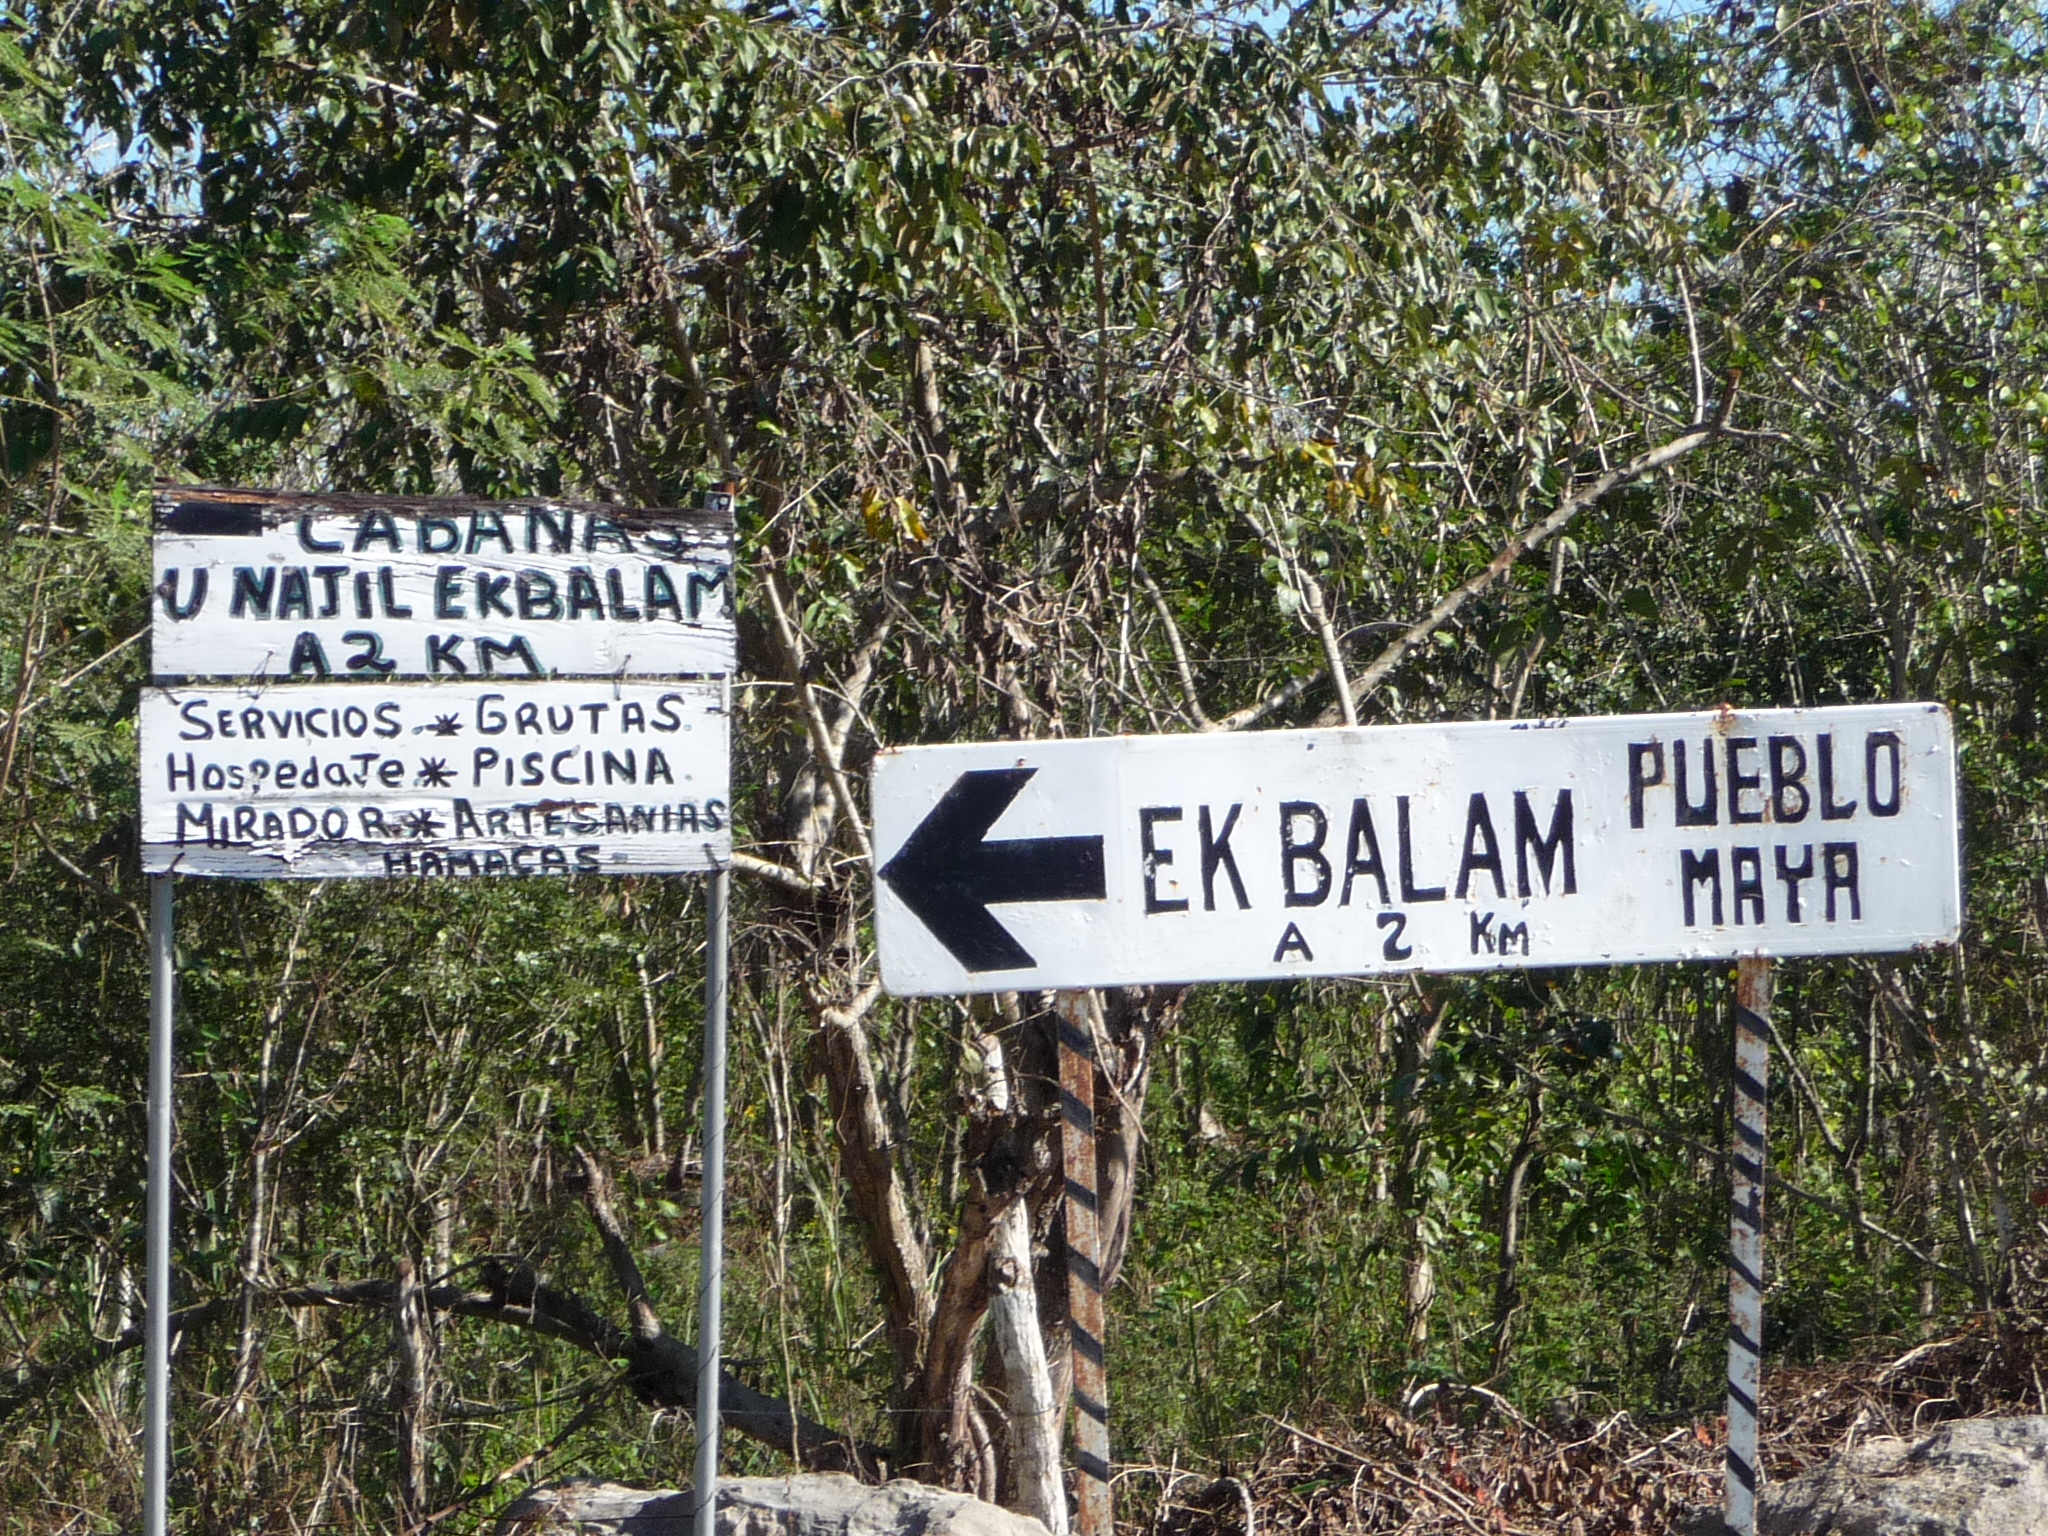 CABANAS
U NAJIL EKBALAM
A 2 KM.
SERVICIOS * GRUTAS.
HospedaJe. * PISCINA.
MIRADOR * ARTESANIAS
HAMACAS
EK BALAM
A 2 KM
PUEBLO
MAYA